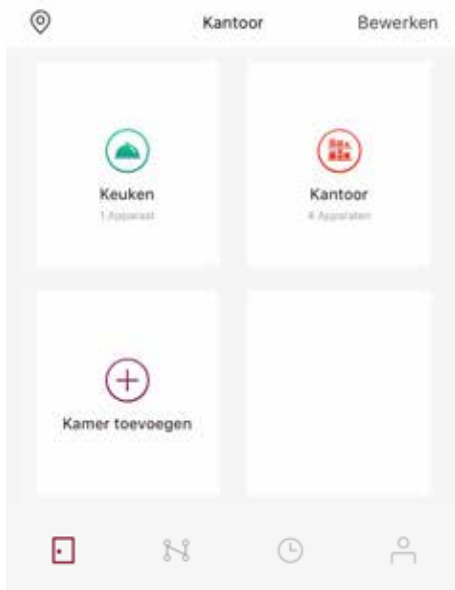 Kantoor Bewerken
Keuken
1 Apparaat
Kantoor
4 Apparaten
Kamer toevoegen